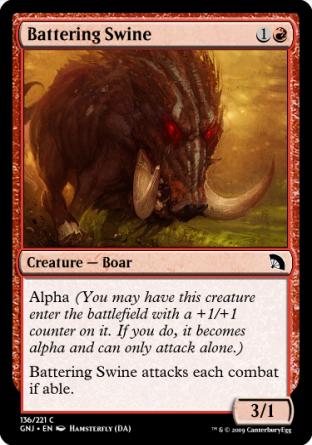 Battering Swine 1
Creature — Boar
Alpha (You may have this creature
enter the battlefield with a +1/+1
counter on it. If you do, it becomes
alpha and can only attack alone.)
Battering Swine attacks each combat
if able.
3/1
136/221 C
GNJ • EN Hamsterfly (DA) ™ & © 2019 CanterburyEgg